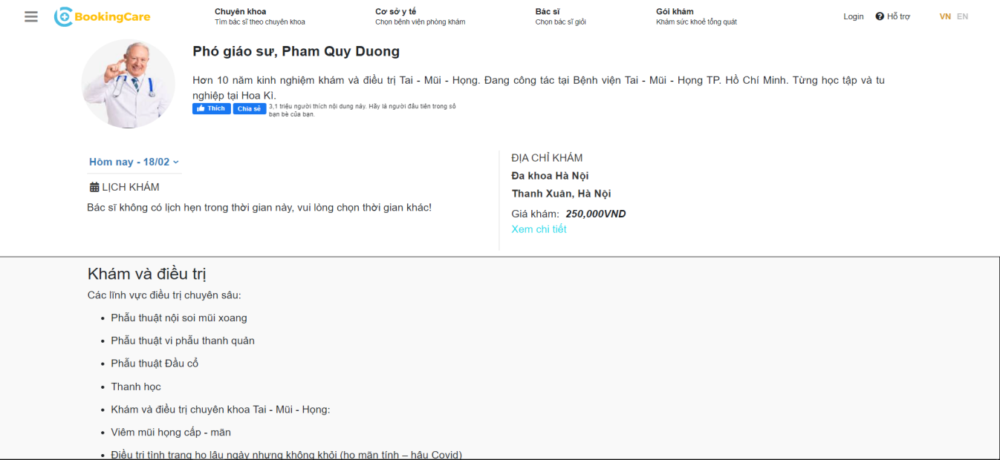 BookingCare
Chuyên khoa
Tìm bác sĩ theo chuyên khoa
Cơ sở y tế
Chọn bệnh viện phòng khám
Bác sĩ
Chọn bác sĩ giỏi
Gói khám
Khám sức khoẻ tổng quát
Login
Hỗ trợ
VN EN
Phó giáo sư, Pham Quy Duong
Hơn 10 năm kinh nghiệm khám và điều trị Tai - Mũi - Họng. Đang công tác tại Bệnh viện Tai - Mũi - Họng TP. Hồ Chí Minh. Từng học tập và tu
nghiệp tại Hoa Kì.
Thích Chia sẻ
3,1 triệu người thích nội dung này. Hãy là người đầu tiên trong số
bạn bè của bạn.
Hôm nay - 18/02
LỊCH KHÁM
Bác sĩ không có lịch hẹn trong thời gian này, vui lòng chọn thời gian khác!
ĐỊA CHỈ KHÁM
Đa khoa Hà Nội
Thanh Xuân, Hà Nội
Giá khám: 250,000VND
Xem chi tiết
Khám và điều trị
Các lĩnh vực điều trị chuyên sâu:
Phẫu thuật nội soi mũi xoang
Phẫu thuật vi phẫu thanh quản
Phẫu thuật Đầu cổ
Thanh học
Khám và điều trị chuyên khoa Tai - Mũi - Họng:
Viêm mũi họng cấp - mãn
Điều trị tình trạng ho lâu ngày nhưng không khỏi (ho mãn tính – hậu Covid)